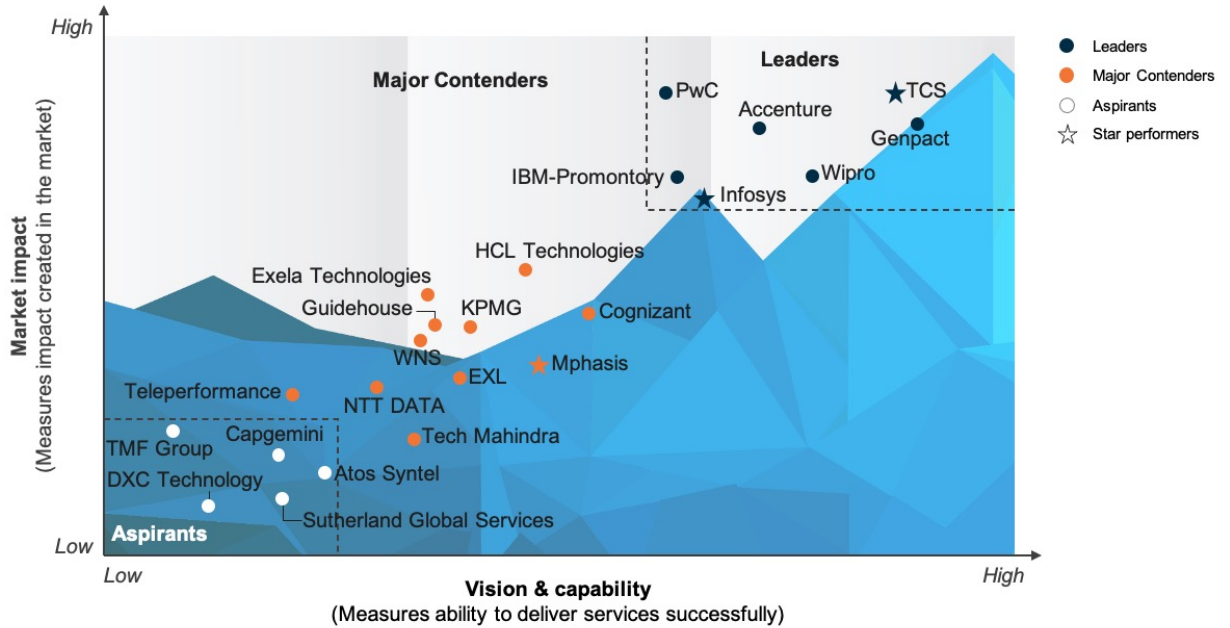 High
Leaders
Major Contenders
PwC
TCS
Accenture
Genpact
IBM-Promontory
Wipro
Infosys
HCL Technologies
Exela Technologies
Guidehouse
KPMG
Cognizant
WNS
Mphasis
EXL
Teleperformance
NTT DATA
Capgemini
Tech Mahindra
TMF Group
DXC Technology
Atos Syntel
Sutherland Global Services
Aspirants
Low
Market impact
(Measures impact created in the market)
Low
High
Vision & capability
(Measures ability to deliver services successfully)
Leaders
Major Contenders
Aspirants
Star performers